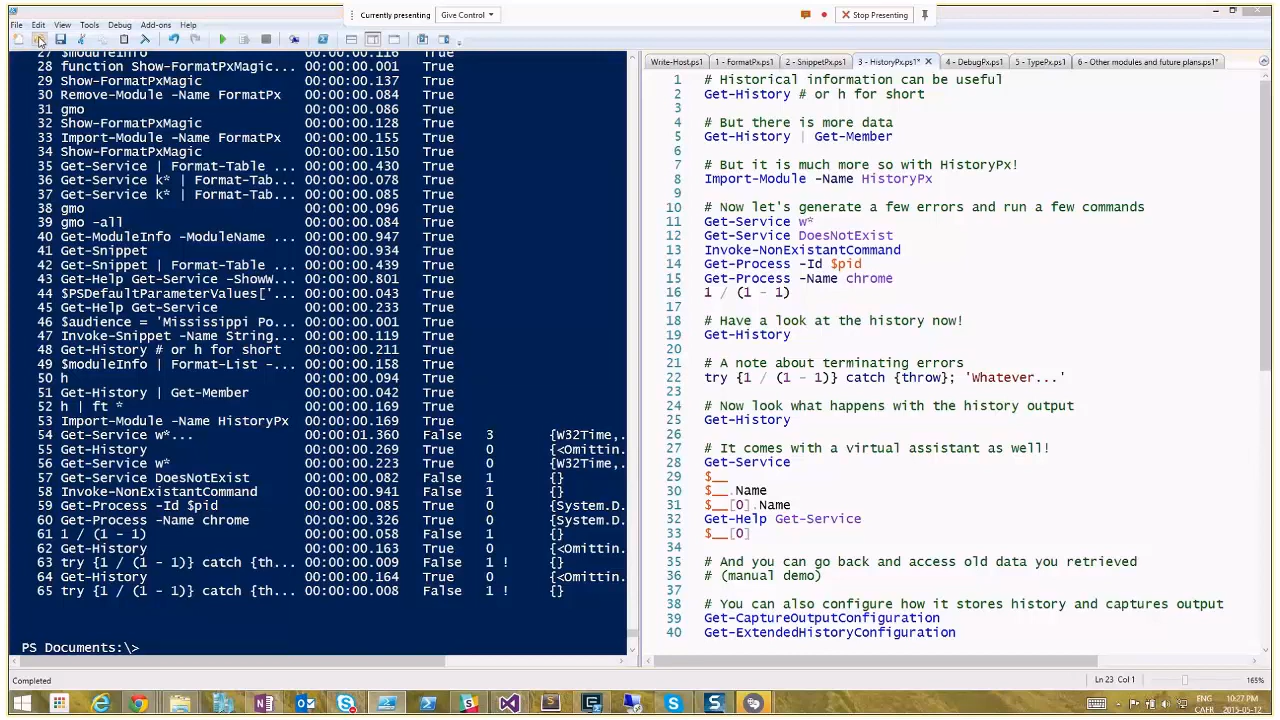 Currently presenting Give Control Stop Presenting
File Edit View Tools Debug Add-ons Help
27 $moduleInfo 00:00:00.116 True
28 function Show-FormatPxMagic... 00:00:00.001 True
29 Show-FormatPxMagic 00:00:00.115 True
30 Remove-Module -Name FormatPx 00:00:00.084 True
31 gmo 00:00:00.086 True
32 Show-FormatPxMagic 00:00:00.128 True
33 Import-Module -Name FormatPx 00:00:00.155 True
34 Show-FormatPxMagic 00:00:00.150 True
35 Get-Service | Format-Table ... 00:00:00.430 True
36 Get-Service k* | Format-Tab... 00:00:00.078 True
37 Get-Service k* | Format-Tab... 00:00:00.085 True
38 gmo 00:00:00.096 True
39 gmo -all 00:00:00.084 True
40 Get-ModuleInfo -ModuleName ... 00:00:00.947 True
41 Get-Snippet 00:00:00.934 True
42 Get-Snippet | Format-Table ... 00:00:00.439 True
43 Get-Help Get-Service -ShowW... 00:00:00.801 True
44 $PSDefaultParameterValues['... 00:00:00.043 True
45 Get-Help Get-Service 00:00:00.233 True
46 $audience = 'Mississippi Po... 00:00:00.001 True
47 Invoke-Snippet -Name String... 00:00:00.119 True
48 Get-History # or h for short 00:00:00.211 True
49 $moduleInfo | Format-List -... 00:00:00.158 True
50 h 00:00:00.094 True
51 Get-History | Get-Member 00:00:00.042 True
52 h | ft * 00:00:00.169 True
53 Import-Module -Name HistoryPx 00:00:00.169 True
54 Get-Service w*... 00:00:01.360 False 3 {W32Time,.
55 Get-History 00:00:00.269 True 0 {<Omittin.
56 Get-Service w* 00:00:00.223 True 0 {W32Time,.
57 Get-Service DoesNotExist 00:00:00.082 False 1 {}
58 Invoke-NonExistantCommand 00:00:00.941 False 1 {}
59 Get-Process -Id $pid 00:00:00.085 True 0 {System.D.
60 Get-Process -Name chrome 00:00:00.326 True 0 {System.D.
61 1 / (1 - 1) 00:00:00.058 False 1 {}
62 Get-History 00:00:00.163 True 0 {<Omittin.
63 try {1 / (1 - 1)} catch {th... 00:00:00.009 False 1 ! {}
64 Get-History 00:00:00.164 True 0 {<Omittin.
65 try {1 / (1 - 1)} catch {th... 00:00:00.008 False 1 ! {}
PS Documents:\>
Write-Host.ps1 1 - FormatPx.ps1 2 - SnippetPx.ps1 3 - HistoryPx.ps1* 4 - DebugPx.ps1 5 - TypePx.ps1 6 - Other modules and future plans.ps1*
1 # Historical information can be useful
2 Get-History # or h for short
3
4 # But there is more data
5 Get-History | Get-Member
6
7 # But it is much more so with HistoryPx!
8 Import-Module -Name HistoryPx
9
10 # Now let's generate a few errors and run a few commands
11 Get-Service w*
12 Get-Service DoesNotExist
13 Invoke-NonExistantCommand
14 Get-Process -Id $pid
15 Get-Process -Name chrome
16 1 / (1 - 1)
17
18 # Have a look at the history now!
19 Get-History
20
21 # A note about terminating errors
22 try {1 / (1 - 1)} catch {throw}; 'Whatever...'
23
24 # Now look what happens with the history output
25 Get-History
26
27 # It comes with a virtual assistant as well!
28 Get-Service
29 $__
30 $__.Name
31 $__[0].Name
32 Get-Help Get-Service
33 $__[0]
34
35 # And you can go back and access old data you retrieved
36 # (manual demo)
37
38 # You can also configure how it stores history and captures output
39 Get-CaptureOutputConfiguration
40 Get-ExtendedHistoryConfiguration
Completed Ln 23 Col 1 165%
ENG 10:27 PM
CAFR 2015-05-12